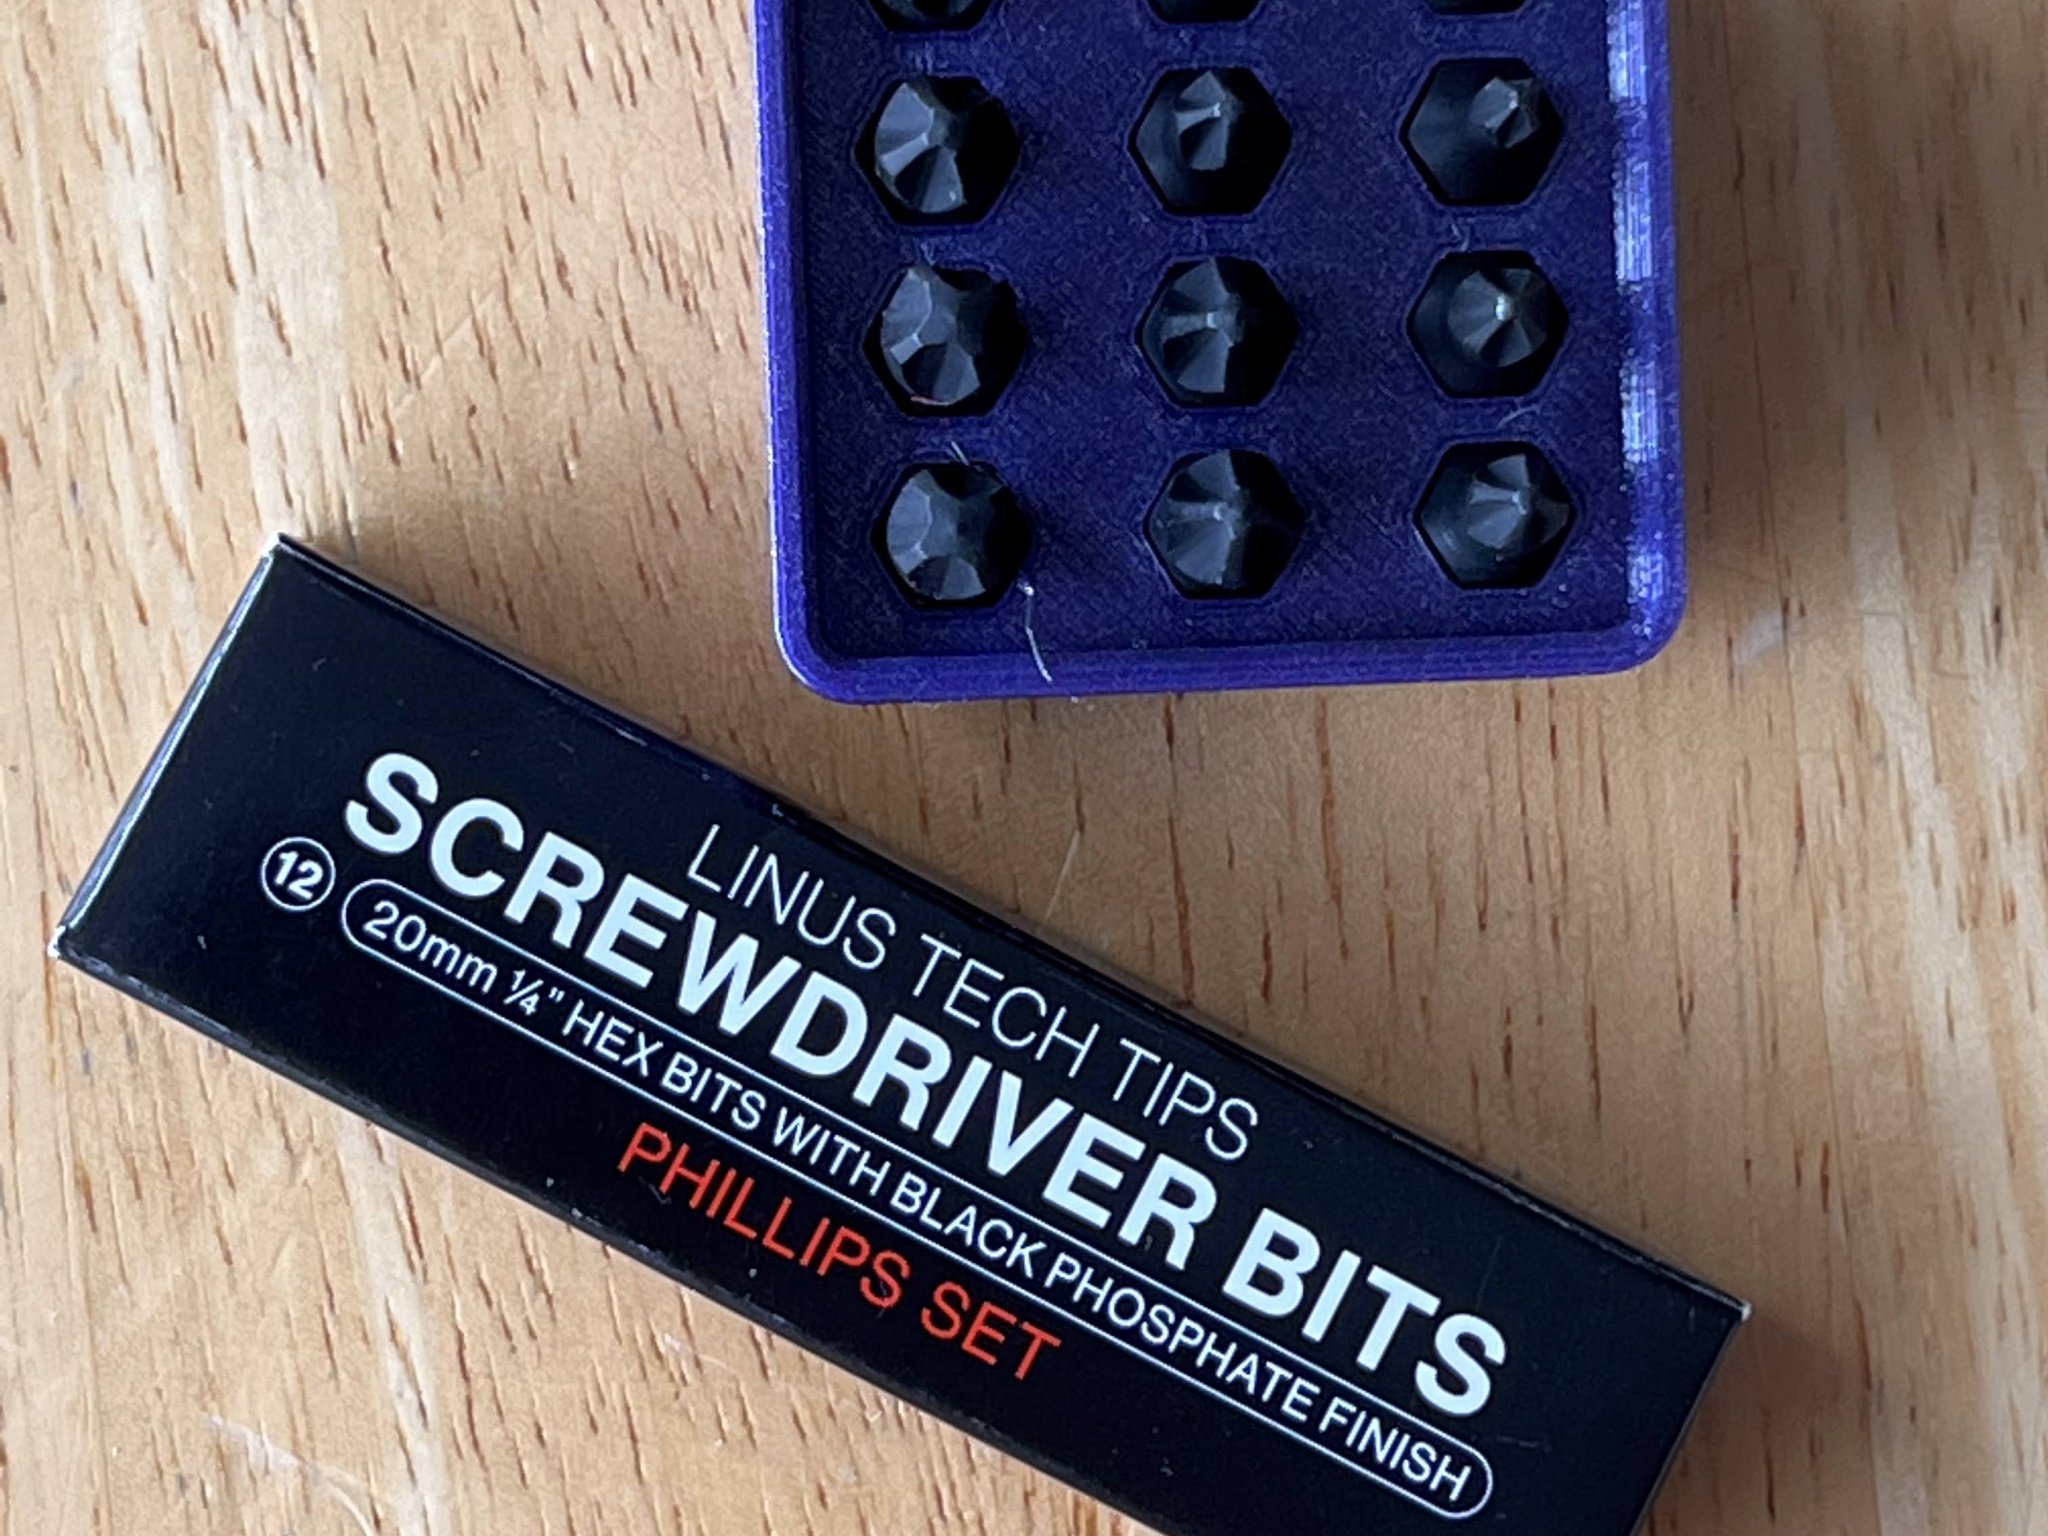 LINUS TECH TIPS
SCREWDRIVER BITS
12 20mm ¼" HEX BITS WITH BLACK PHOSPHATE FINISH
PHILLIPS SET